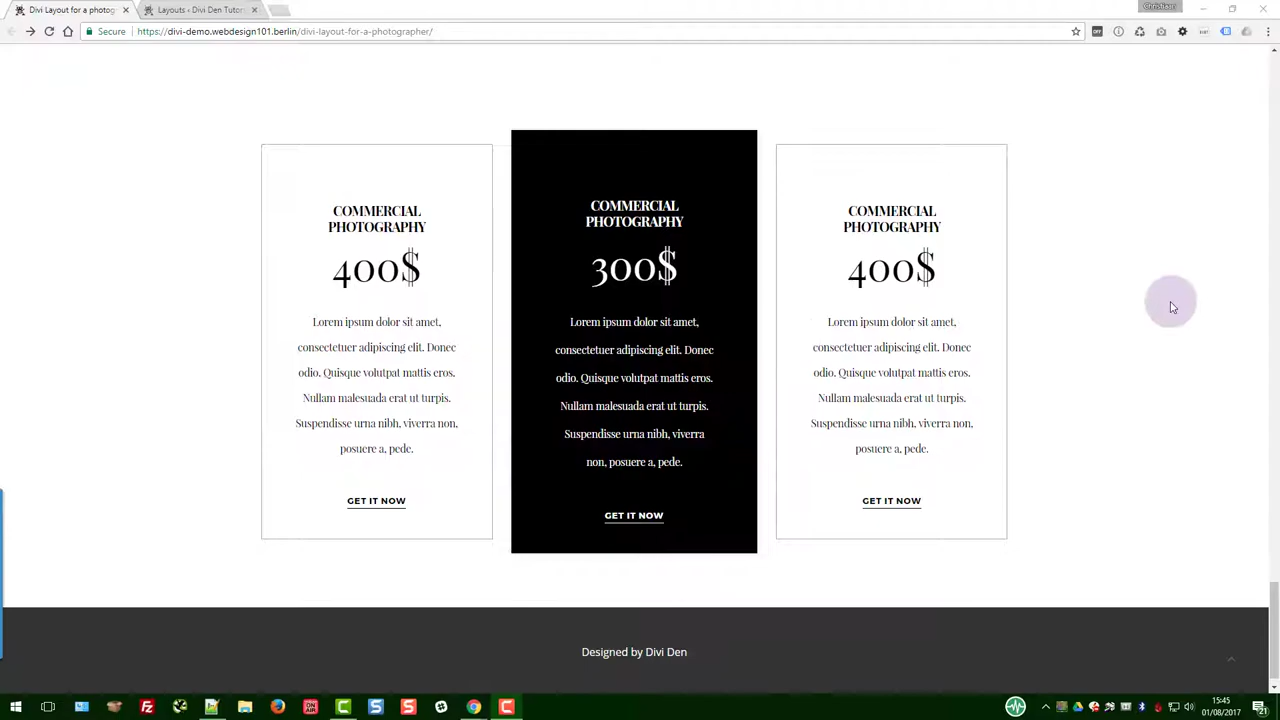 Divi Layout for a photog
Layouts ‹ Divi Den Tutor
Christian
Secure
https://divi-demo.webdesign101.berlin/divi-layout-for-a-photographer/
COMMERCIAL
PHOTOGRAPHY
400$
Lorem ipsum dolor sit amet,
consectetuer adipiscing elit. Donec
odio. Quisque volutpat mattis eros.
Nullam malesuada erat ut turpis.
Suspendisse urna nibh, viverra non,
posuere a, pede.
GET IT NOW
COMMERCIAL
PHOTOGRAPHY
300$
Lorem ipsum dolor sit amet,
consectetuer adipiscing elit. Donec
odio. Quisque volutpat mattis eros.
Nullam malesuada erat ut turpis.
Suspendisse urna nibh, viverra
non, posuere a, pede.
GET IT NOW
COMMERCIAL
PHOTOGRAPHY
400$
Lorem ipsum dolor sit amet,
consectetuer adipiscing elit. Donec
odio. Quisque volutpat mattis eros.
Nullam malesuada erat ut turpis.
Suspendisse urna nibh, viverra non,
posuere a, pede.
GET IT NOW
Designed by Divi Den
ON AIR
15:45
01/08/2017
21